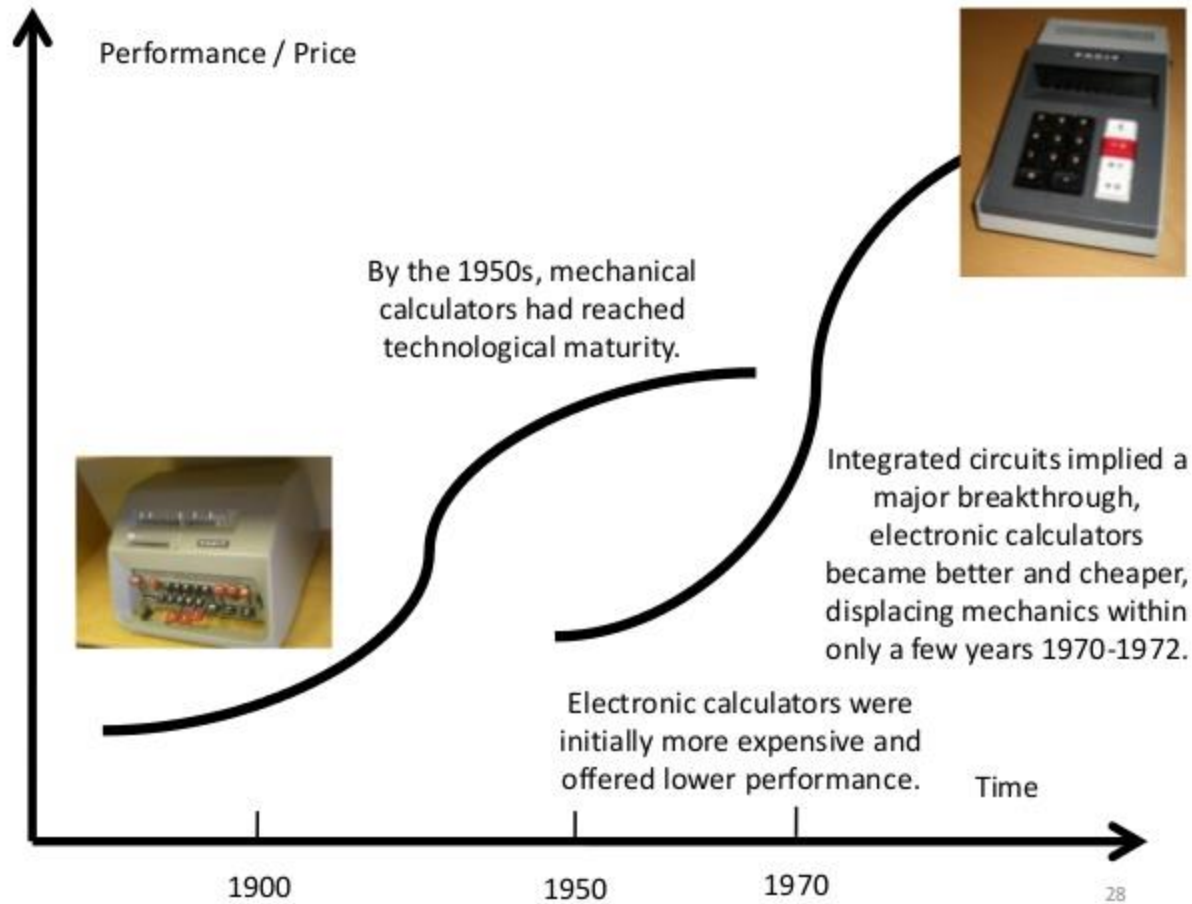 Performance / Price
By the 1950s, mechanical
calculators had reached
technological maturity.
Integrated circuits implied a
major breakthrough,
electronic calculators
became better and cheaper,
displacing mechanics within
only a few years 1970-1972.
Electronic calculators were
initially more expensive and
offered lower performance.
Time
1900
1950
1970
28